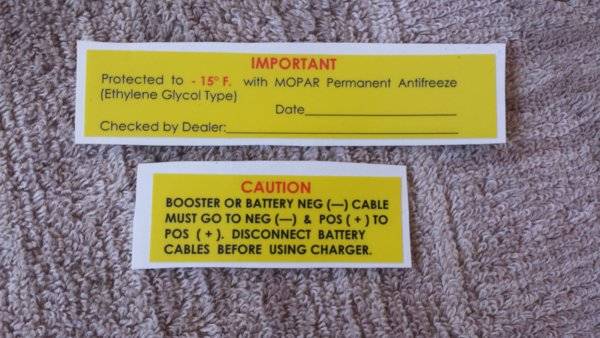 IMPORTANT
Protected to - 15° F. with MOPAR Permanent Antifreeze
(Ethylene Glycol Type)
Date
Checked by Dealer:
CAUTION
BOOSTER OR BATTERY NEG (—) CABLE
MUST GO TO NEG (—) & POS ( + ) TO
POS ( + ). DISCONNECT BATTERY
CABLES BEFORE USING CHARGER.